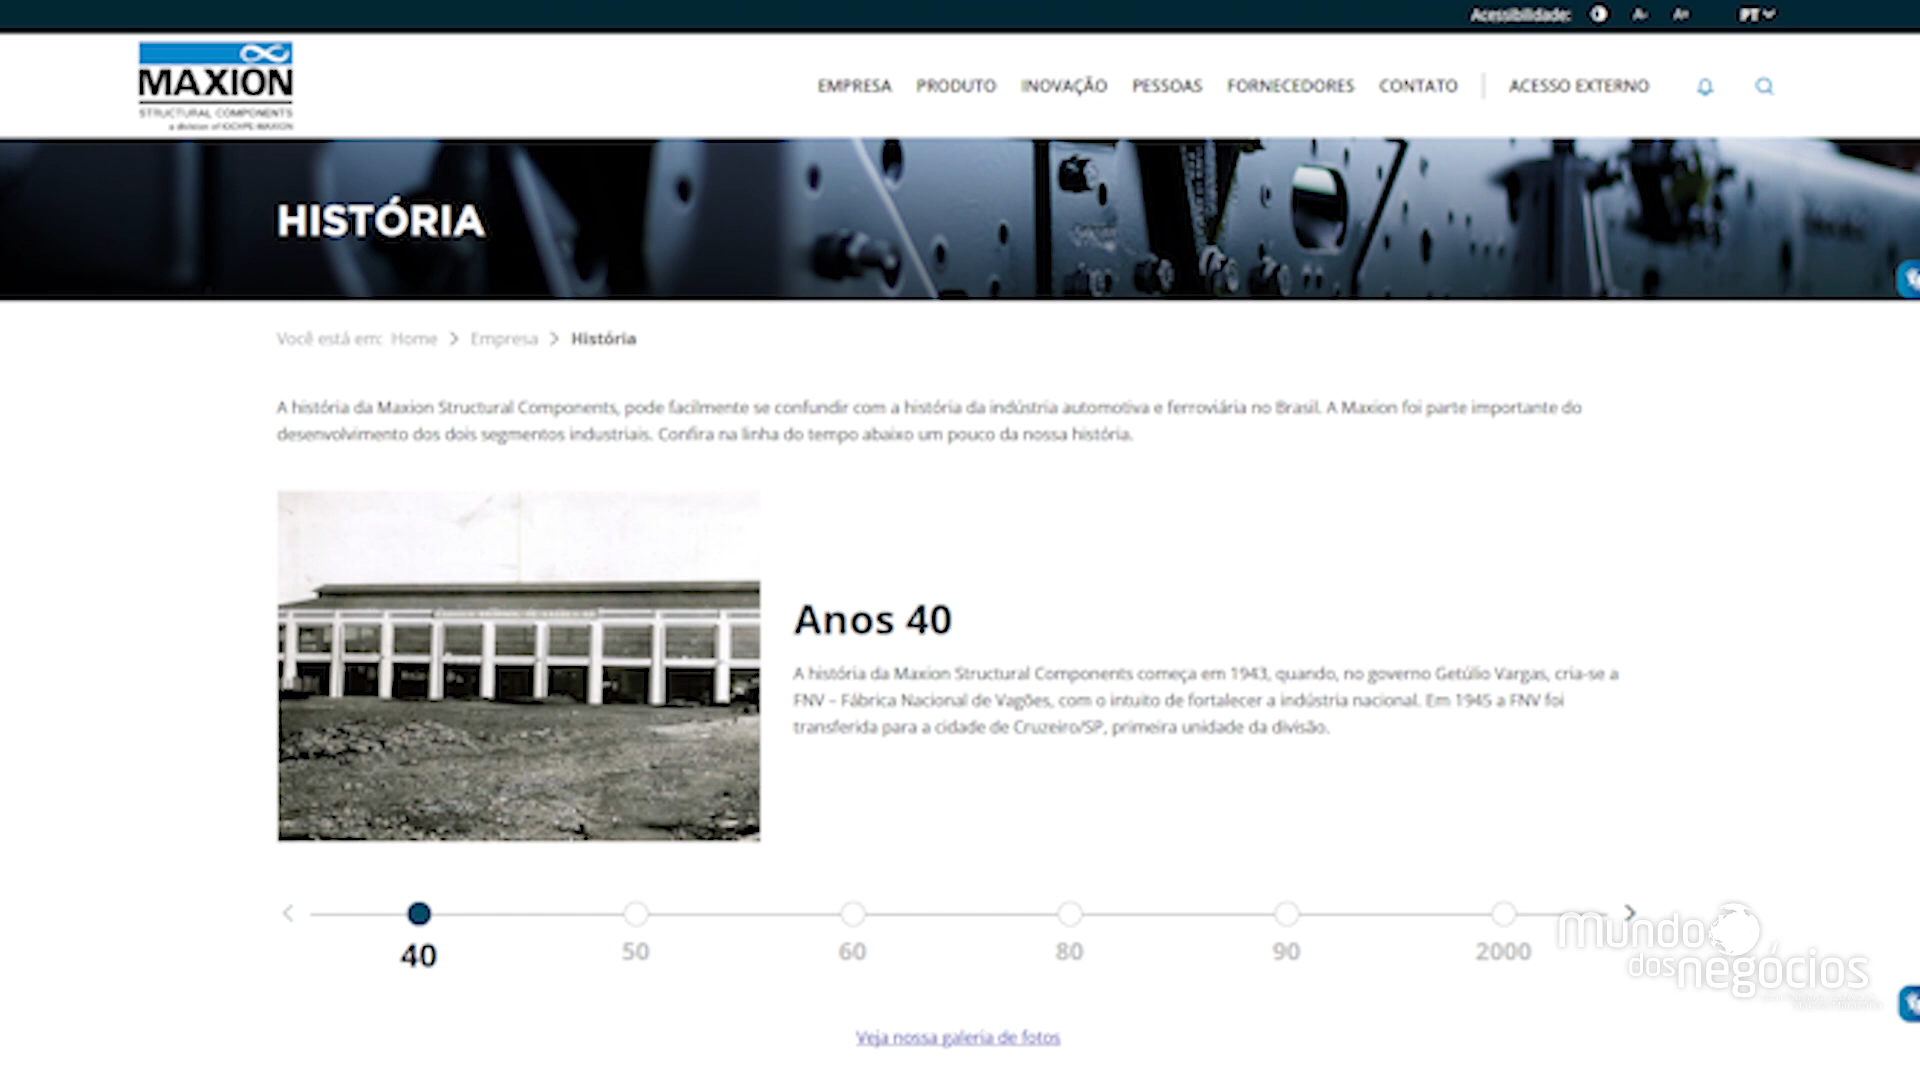 Acessibilidade: A- A+ PT
MAXION
STRUCTURAL COMPONENTS
a division of IOCHPE-MAXION
EMPRESA PRODUTO INOVAÇÃO PESSOAS FORNECEDORES CONTATO ACESSO EXTERNO
HISTÓRIA
Você está em: Home > Empresa > História
A história da Maxion Structural Components, pode facilmente se confundir com a história da indústria automotiva e ferroviária no Brasil. A Maxion foi parte importante do
desenvolvimento dos dois segmentos industriais. Confira na linha do tempo abaixo um pouco da nossa história.
Anos 40
A história da Maxion Structural Components começa em 1943, quando, no governo Getúlio Vargas, cria-se a
FNV – Fábrica Nacional de Vagões, com o intuito de fortalecer a indústria nacional. Em 1945 a FNV foi
transferida para a cidade de Cruzeiro/SP, primeira unidade da divisão.
40 50 60 80 90 2000
mundo
dos negócios
Veja nossa galeria de fotos